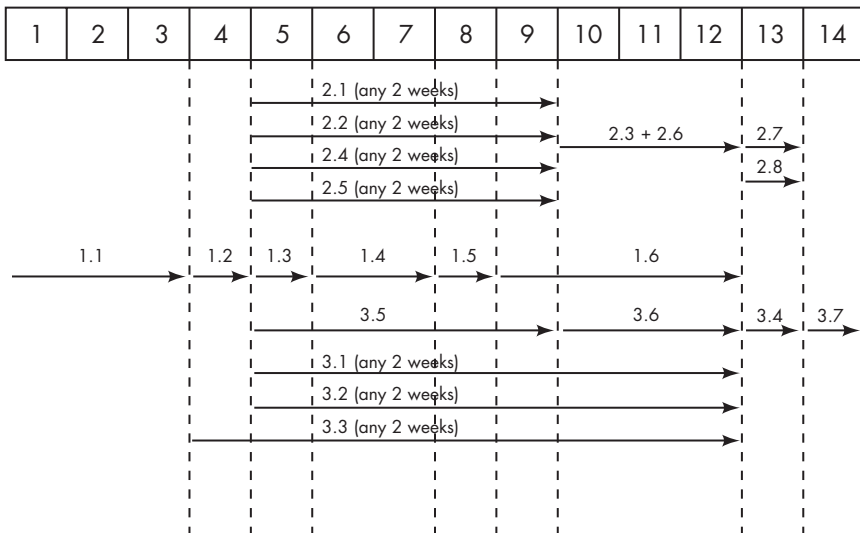 1 2 3 4 5 6 7 8 9 10 11 12 13 14
2.1 (any 2 weeks)
2.2 (any 2 weeks)
2.3 + 2.6 2.7
2.4 (any 2 weeks) 2.8
2.5 (any 2 weeks)
1.1 1.2 1.3 1.4 1.5 1.6
3.5 3.6 3.4 3.7
3.1 (any 2 weeks)
3.2 (any 2 weeks)
3.3 (any 2 weeks)